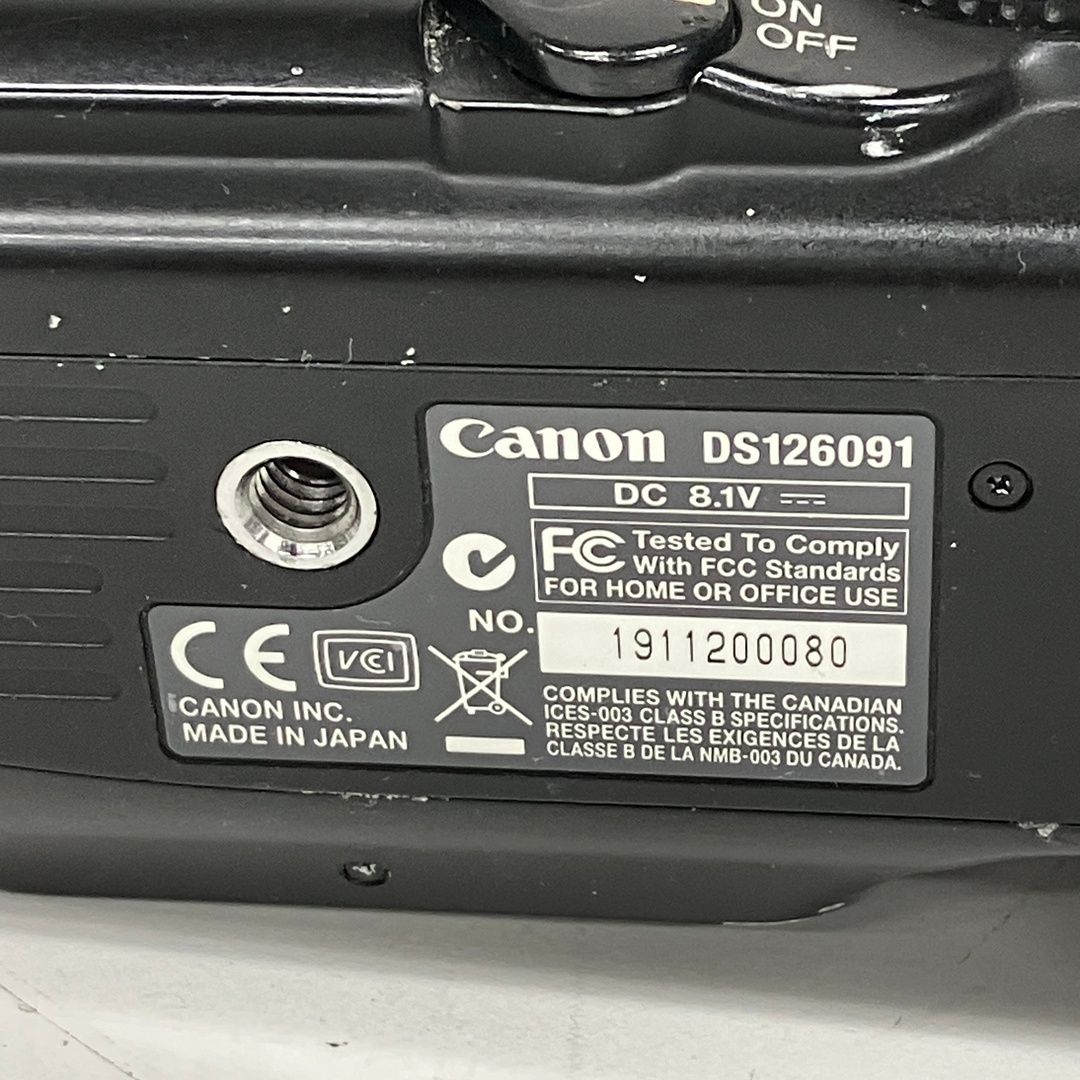 ON
OFF
Canon DS126091
DC 8.1V
FC Tested To Comply
With FCC Standards
FOR HOME OR OFFICE USE
NO. 1911200080
CE VCI
CANON INC.
MADE IN JAPAN
COMPLIES WITH THE CANADIAN
ICES-003 CLASS B SPECIFICATIONS.
RESPECTE LES EXIGENCES DE LA
CLASSE B DE LA NMB-003 DU CANADA.